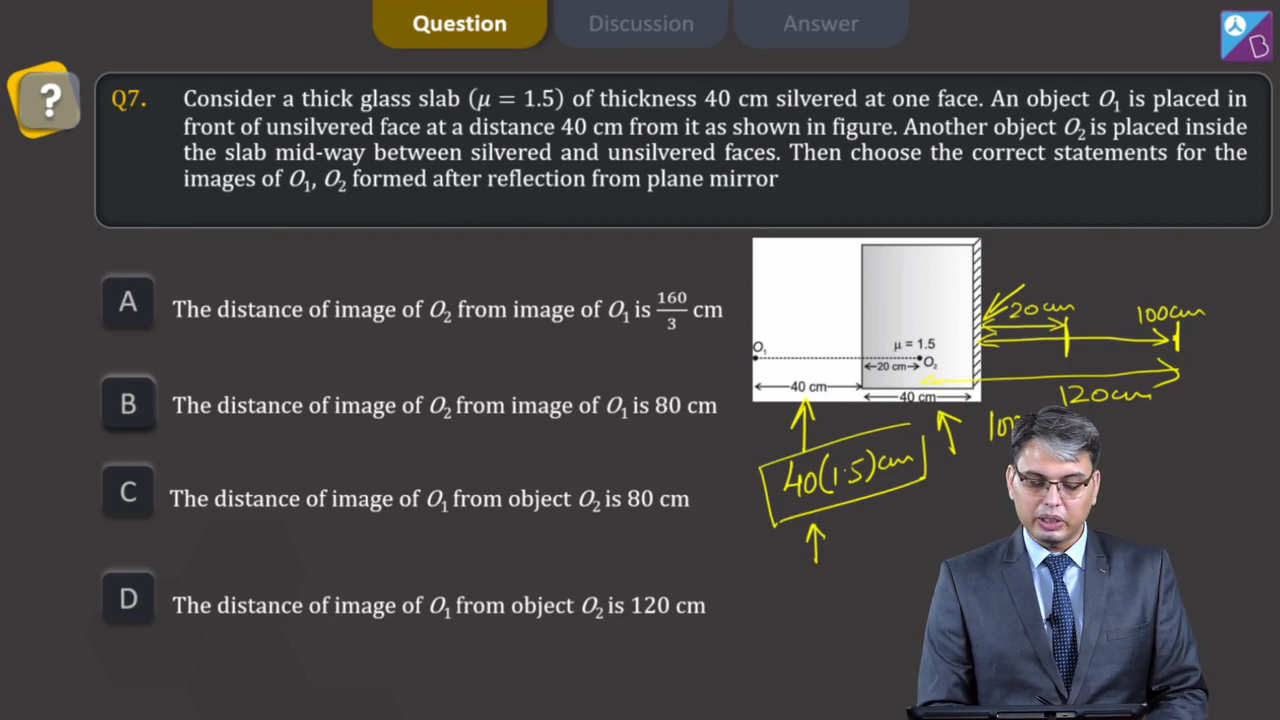 Question
Discussion
Answer
B
?
Q7. Consider a thick glass slab (μ = 1.5) of thickness 40 cm silvered at one face. An object O₁ is placed in
front of unsilvered face at a distance 40 cm from it as shown in figure. Another object O₂ is placed inside
the slab mid-way between silvered and unsilvered faces. Then choose the correct statements for the
images of O₁, O₂ formed after reflection from plane mirror
A The distance of image of O₂ from image of O₁ is 160/3 cm
B The distance of image of O₂ from image of O₁ is 80 cm
C The distance of image of O₁ from object O₂ is 80 cm
D The distance of image of O₁ from object O₂ is 120 cm
O₁
μ = 1.5
O₂
20 cm
40 cm
40 cm
20cm
100cm
120cm
40(1.5)cm